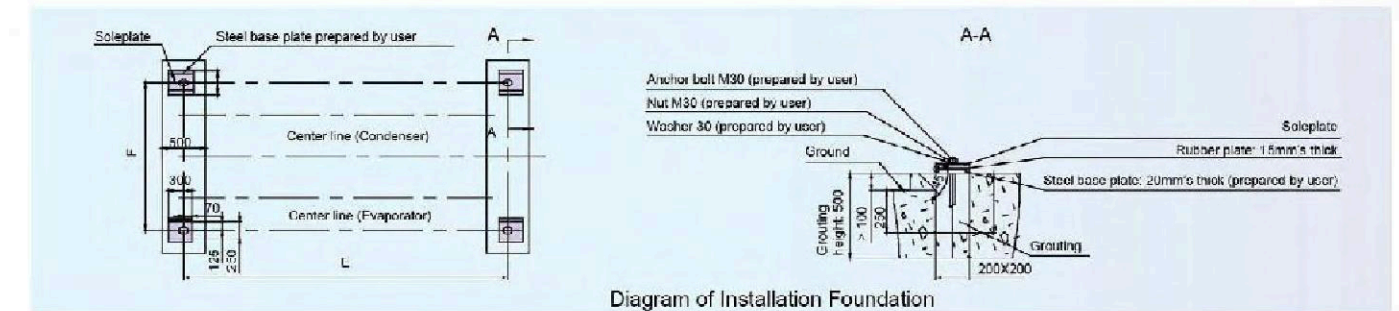 Soleplate
Steel base plate prepared by user
A
F
500
300
70
125
250
Center line (Condenser)
Center line (Evaporator)
A
A-A
Anchor bolt M30 (prepared by user)
Nut M30 (prepared by user)
Washer 30 (prepared by user)
Ground
Soleplate
Rubber plate: 15mm's thick
Steel base plate: 20mm's thick (prepared by user)
Grouting
height: 500
> 100
250
Grouting
200X200
Diagram of Installation Foundation